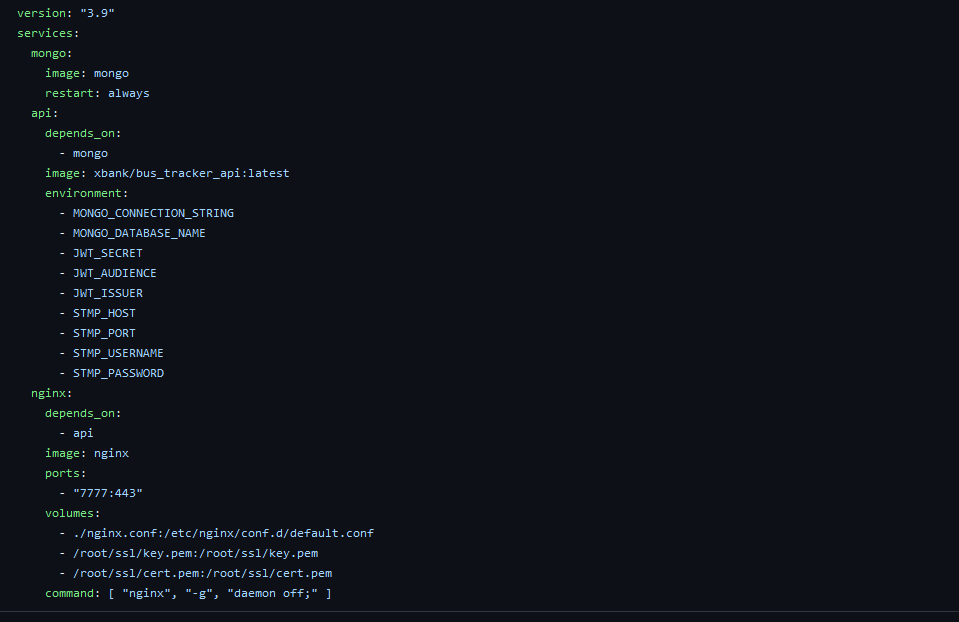 version: "3.9"
services:
  mongo:
    image: mongo
    restart: always
  api:
    depends_on:
      - mongo
    image: xbank/bus_tracker_api:latest
    environment:
      - MONGO_CONNECTION_STRING
      - MONGO_DATABASE_NAME
      - JWT_SECRET
      - JWT_AUDIENCE
      - JWT_ISSUER
      - STMP_HOST
      - STMP_PORT
      - STMP_USERNAME
      - STMP_PASSWORD
  nginx:
    depends_on:
      - api
    image: nginx
    ports:
      - "7777:443"
    volumes:
      - ./nginx.conf:/etc/nginx/conf.d/default.conf
      - /root/ssl/key.pem:/root/ssl/key.pem
      - /root/ssl/cert.pem:/root/ssl/cert.pem
    command: [ "nginx", "-g", "daemon off;" ]